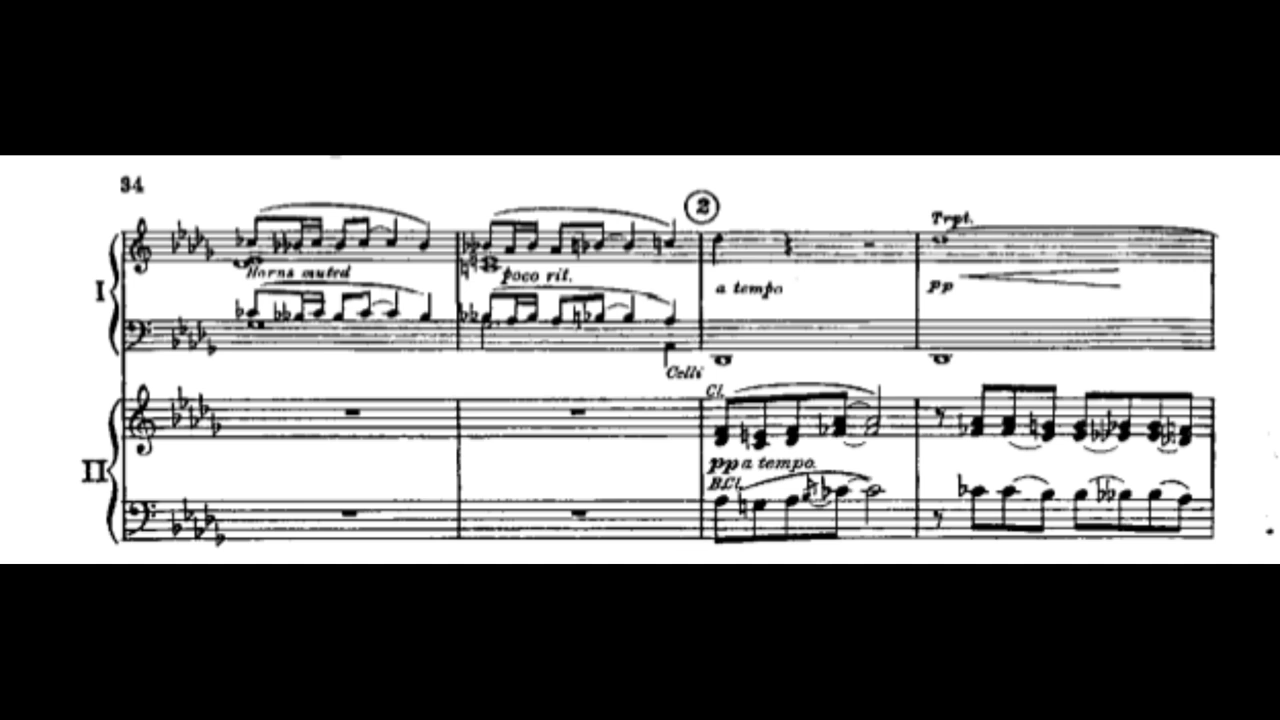 34
2
Trpt.
I
Horns muted
poco rit.
a tempo
pp
Celli
Cl.
II
pp a tempo.
B.Cl.